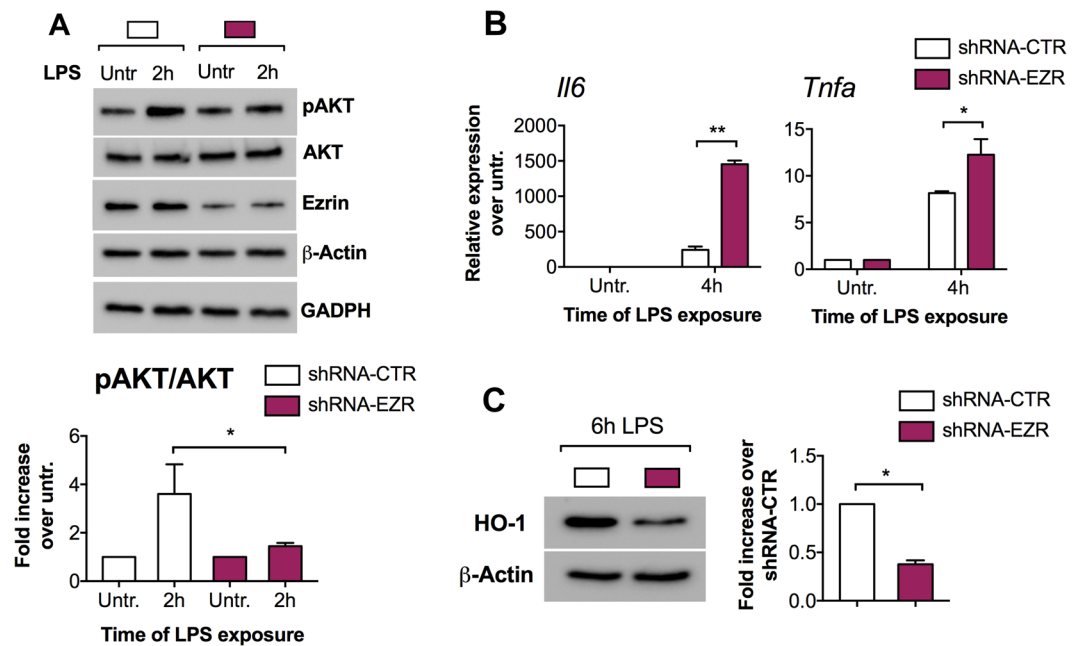 A
LPS Untr 2h Untr 2h
pAKT
AKT
Ezrin
β-Actin
GADPH
pAKT/AKT
shRNA-CTR
shRNA-EZR
Fold increase
over untr.
6
4
2
0
*
Untr. 2h Untr. 2h
Time of LPS exposure
B
shRNA-CTR
shRNA-EZR
Il6
Relative expression
over untr.
2000
1500
1000
500
0
**
Untr. 4h
Time of LPS exposure
Tnfa
15
10
5
0
*
Untr. 4h
Time of LPS exposure
C
6h LPS
HO-1
β-Actin
shRNA-CTR
shRNA-EZR
Fold increase over
shRNA-CTR
1.5
1.0
0.5
0.0
*